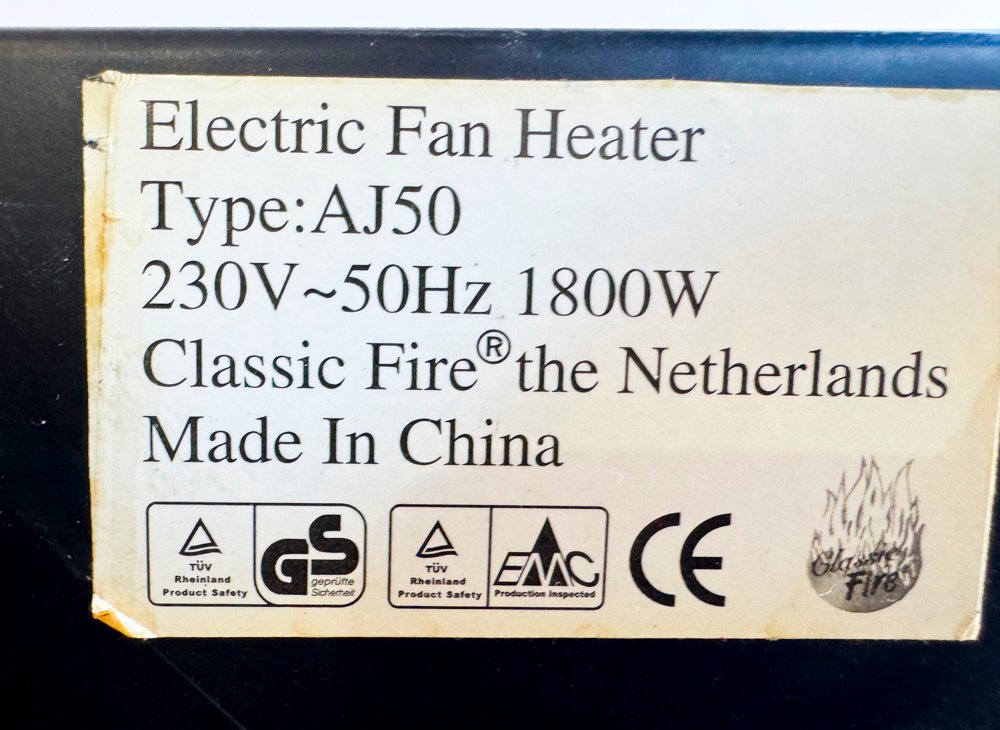 Electric Fan Heater
Type:AJ50
230V~50Hz 1800W
Classic Fire® the Netherlands
Made In China
TÜV
Rheinland
Product Safety
GS
geprüfte
Sicherheit
TÜV
Rheinland
Product Safety
EMC
Production inspected
CE
Classic
Fire